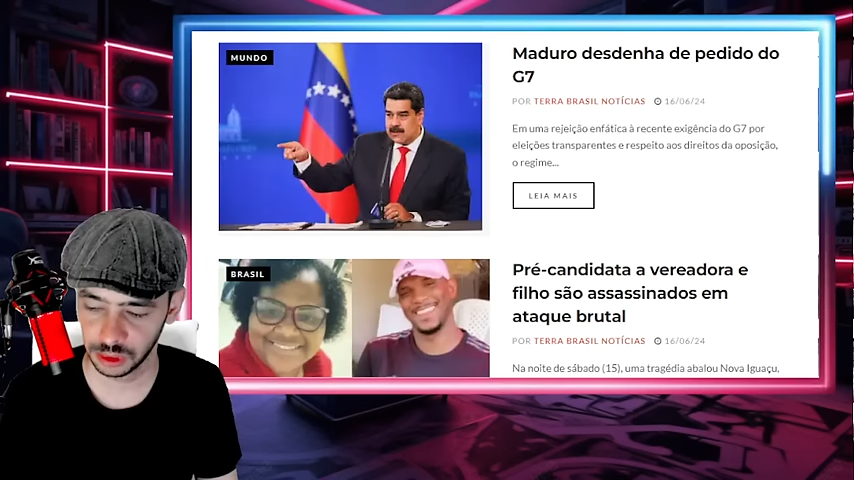 MUNDO
Maduro desdenha de pedido do
G7
POR TERRA BRASIL NOTÍCIAS 16/06/24
Em uma rejeição enfática à recente exigência do G7 por
eleições transparentes e respeito aos direitos da oposição,
o regime...
LEIA MAIS
BRASIL
Pré-candidata a vereadora e
filho são assassinados em
ataque brutal
POR TERRA BRASIL NOTÍCIAS 16/06/24
Na noite de sábado (15), uma tragédia abalou Nova Iguaçu,